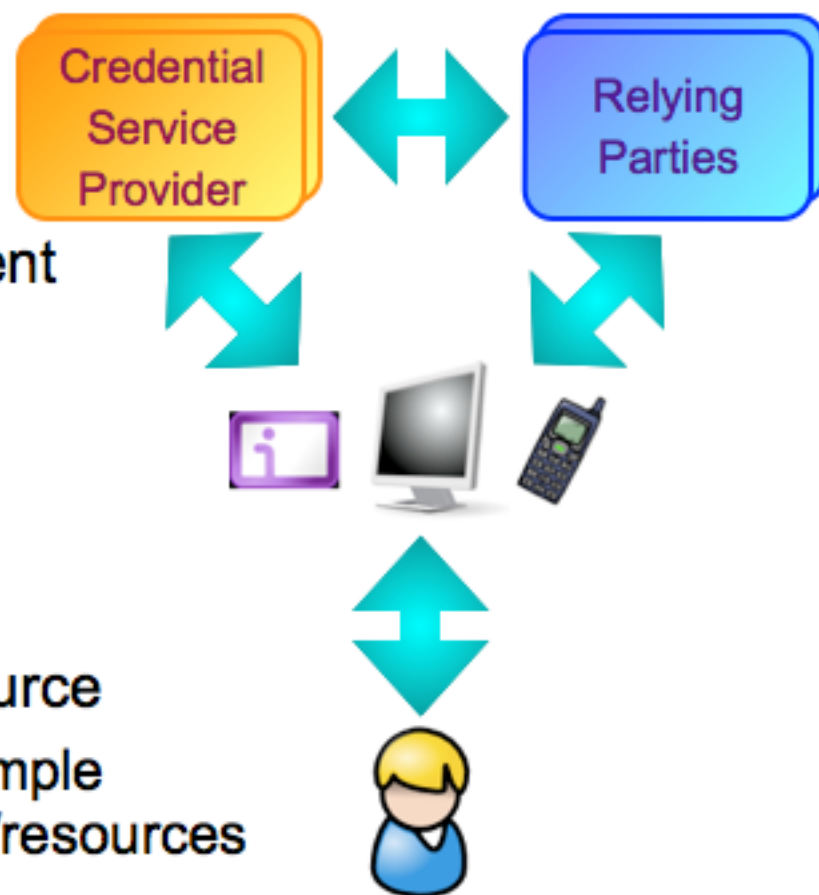 Credential
Service
Provider
Relying
Parties
ent
i
urce
mple
/resources